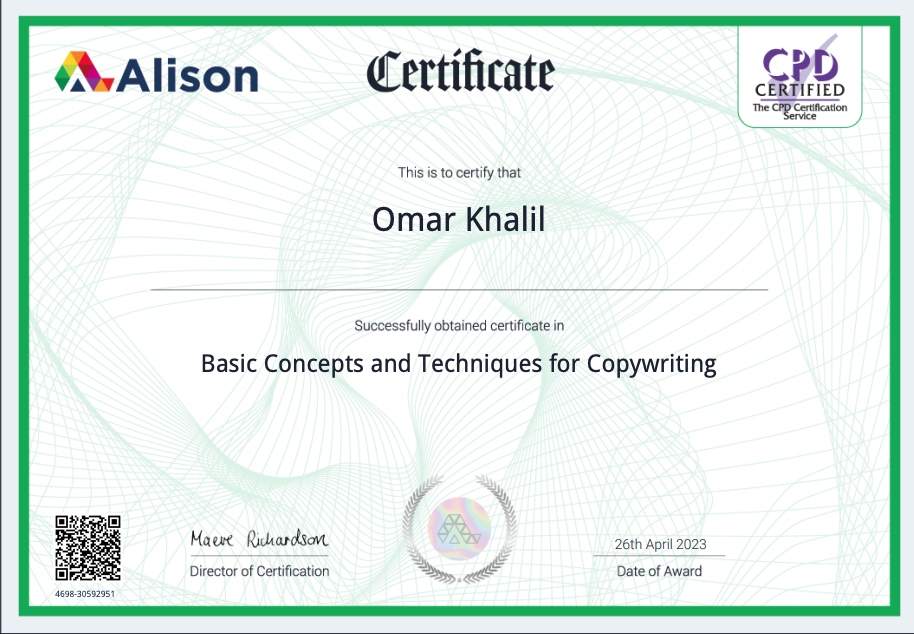 Alison
Certificate
CPD
CERTIFIED
The CPD Certification
Service
This is to certify that
Omar Khalil
Successfully obtained certificate in
Basic Concepts and Techniques for Copywriting
Maeve Richardson
Director of Certification
26th April 2023
Date of Award
4698-30592951